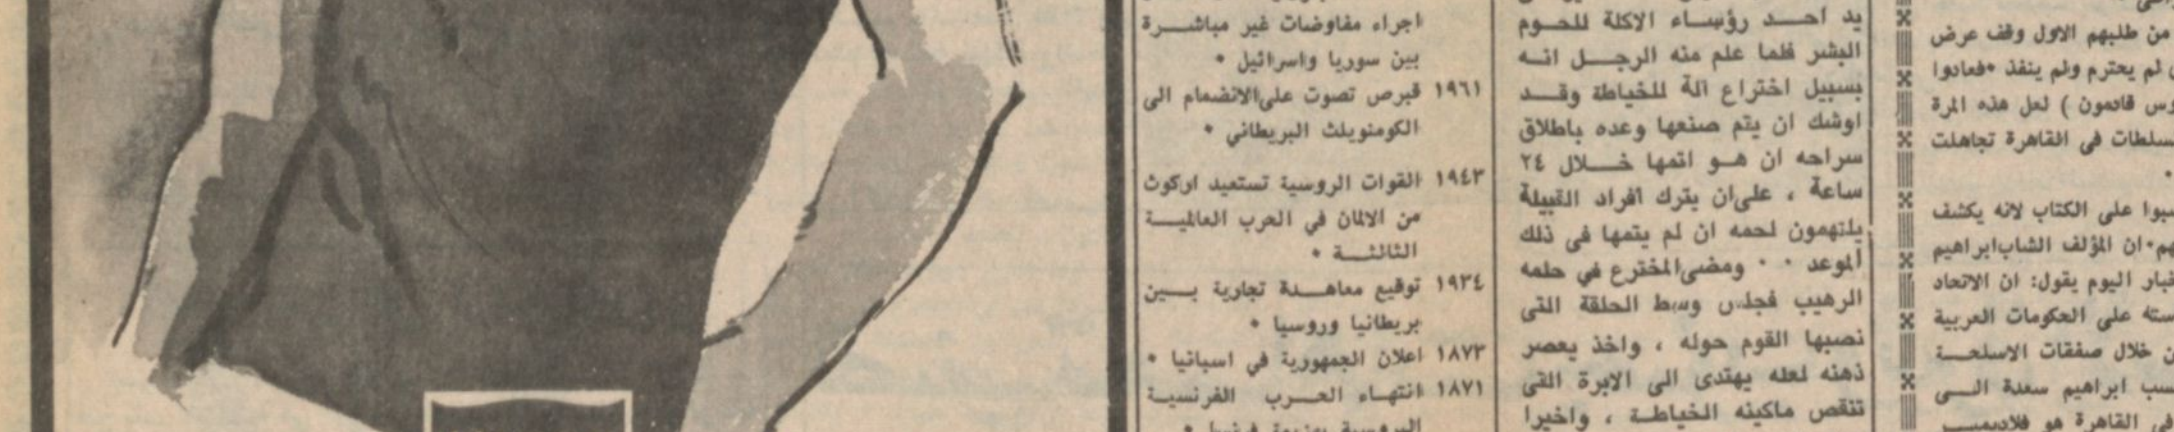 من طلبهم الاول وقف عرض
لم يحترم ولم ينفذ •فعادوا
قادمون ) لعل هذه المرة
في القاهرة تجاهلت
على الكتاب لانه يكشف
ان المؤلف الشاب ابراهيم
اليوم يقول: ان الاتحاد
على الحكومات العربية
خلال صفقات الاسلحة
ابراهيم سعدة الى
القاهرة هو
يد احد رؤساء الاكلة للحوم
البشر فلما علم منه الرجل انه
بسبيل اختراع آلة للخياطة وقد
اوشك ان يتم صنعها وعده باطلاق
سراحه ان هو اتمها خلال ٢٤
ساعة ، على ان يترك افراد القبيلة
يلتهمون لحمه ان لم يتمها فى ذلك
الموعد • • ومضى المخترع في حلمه
الرهيب فجلس وسط الحلقة التى
نصبها القوم حوله ، واخذ يعصر
ذهنه لعله يهتدى الى الابرة التى
تنقص ماكينه الخياطة ، واخيرا
اجراء مفاوضات غير مباشرة
بين سوريا واسرائيل •
١٩٦١ قبرص تصوت على الانضمام الى
الكومنويلث البريطاني •
١٩٤٣ القوات الروسية تستعيد اركوث
من الالمان في الحرب العالمية
الثالثة •
١٩٣٤ توقيع معاهدة تجارية بين
بريطانيا وروسيا •
١٨٧٣ اعلان الجمهورية في اسبانيا •
١٨٧١ انتهاء الحرب الفرنسية